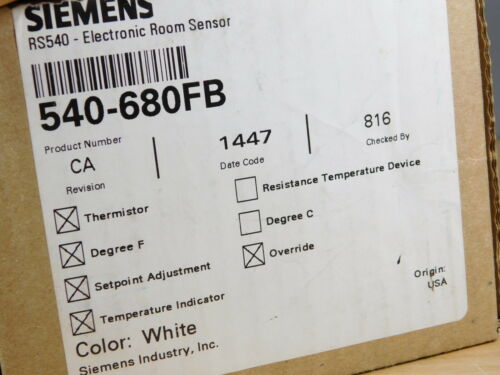 SIEMENS
RS540 - Electronic Room Sensor
540-680FB
Product Number
CA
Revision
1447
Date Code
816
Checked By
Thermistor
Degree F
Setpoint Adjustment
Temperature Indicator
Resistance Temperature Device
Degree C
Override
Color: White
Siemens Industry, Inc.
Origin:
USA